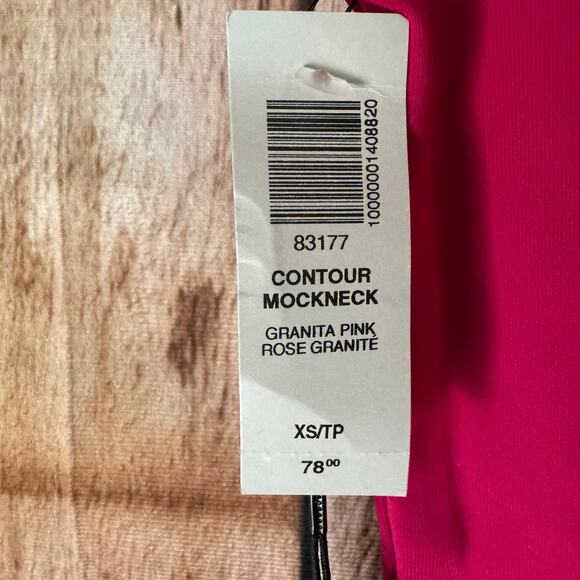 10000001408820
83177
CONTOUR
MOCKNECK
GRANITA PINK
ROSE GRANITÉ
XS/TP
78⁰⁰